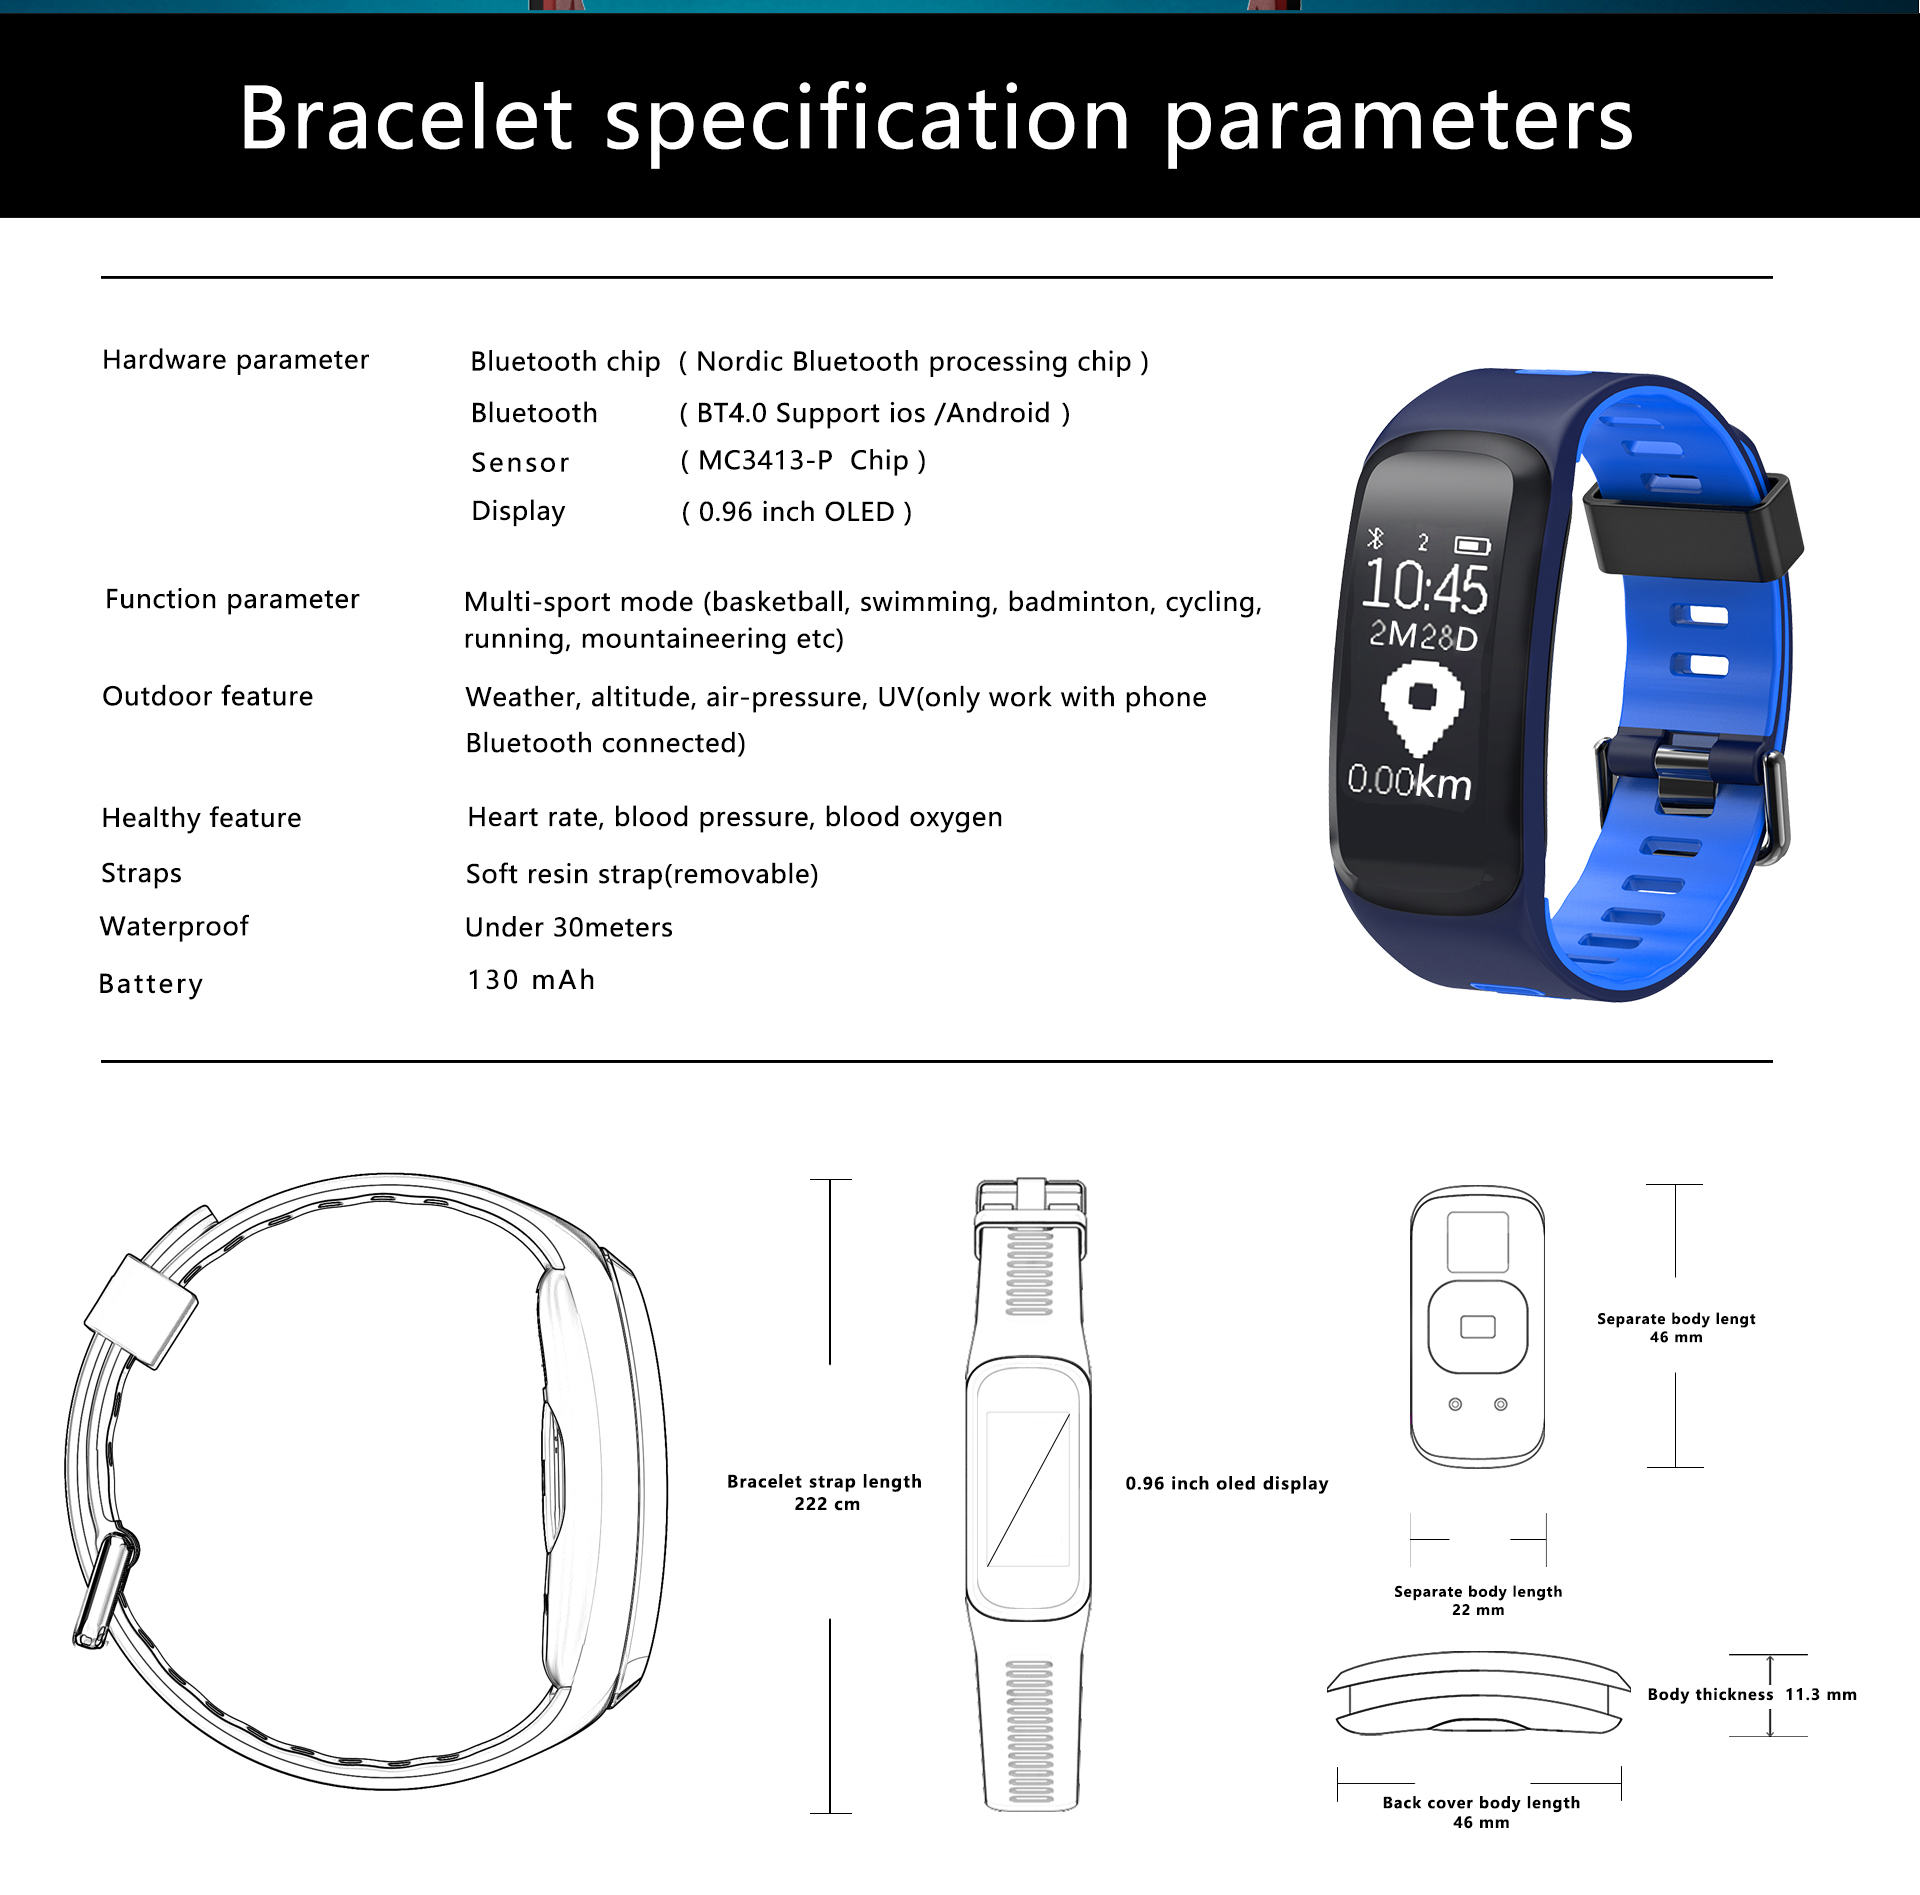 Bracelet specification parameters
Hardware parameter
Bluetooth chip ( Nordic Bluetooth processing chip )
Bluetooth ( BT4.0 Support ios /Android )
Sensor ( MC3413-P Chip )
Display ( 0.96 inch OLED )
Function parameter
Multi-sport mode (basketball, swimming, badminton, cycling,
running, mountaineering etc)
Outdoor feature
Weather, altitude, air-pressure, UV(only work with phone
Bluetooth connected)
Healthy feature
Heart rate, blood pressure, blood oxygen
Straps
Soft resin strap(removable)
Waterproof
Under 30meters
Battery
130 mAh
2
10:45
2M28D
0.00km
Bracelet strap length
222 cm
0.96 inch oled display
Separate body lengt
46 mm
Separate body length
22 mm
Body thickness 11.3 mm
Back cover body length
46 mm